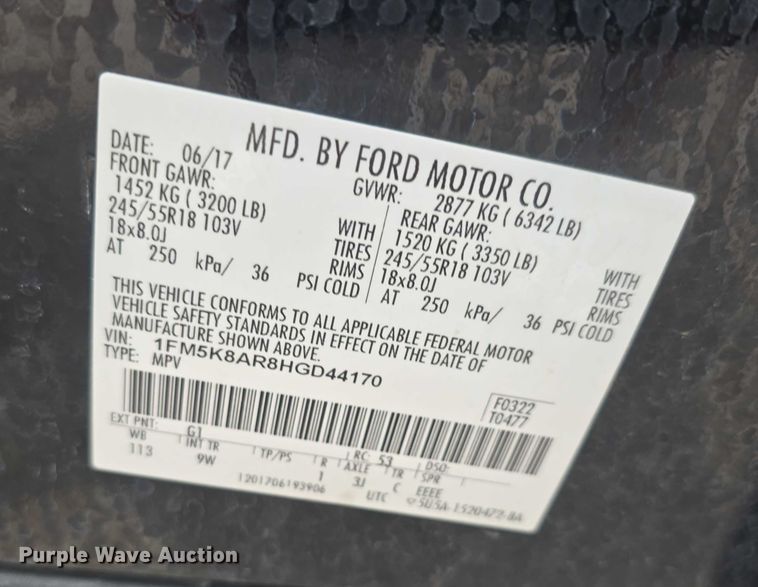 MFD. BY FORD MOTOR CO.
DATE: 06/17
GVWR: 2877 KG ( 6342 LB)
FRONT GAWR:
1452 KG ( 3200 LB) WITH
245/55R18 103V TIRES
18x8.0J RIMS
AT 250 kPa/ 36 PSI COLD
REAR GAWR:
1520 KG ( 3350 LB) WITH
245/55R18 103V TIRES
18x8.0J RIMS
AT 250 kPa/ 36 PSI COLD
THIS VEHICLE CONFORMS TO ALL APPLICABLE FEDERAL MOTOR
VEHICLE SAFETY STANDARDS IN EFFECT ON THE DATE OF
MANUFACTURE SHOWN ABOVE.
VIN: 1FM5K8AR8HGD44170
TYPE: MPV
F0322
T0477
EXT PNT: G1 RC: 53 DSO:
WB INT TR TP/PS R AXLE TR SPR
113 9W 1 3J C EEEE
1201706193906 UTC
Purple Wave Auction